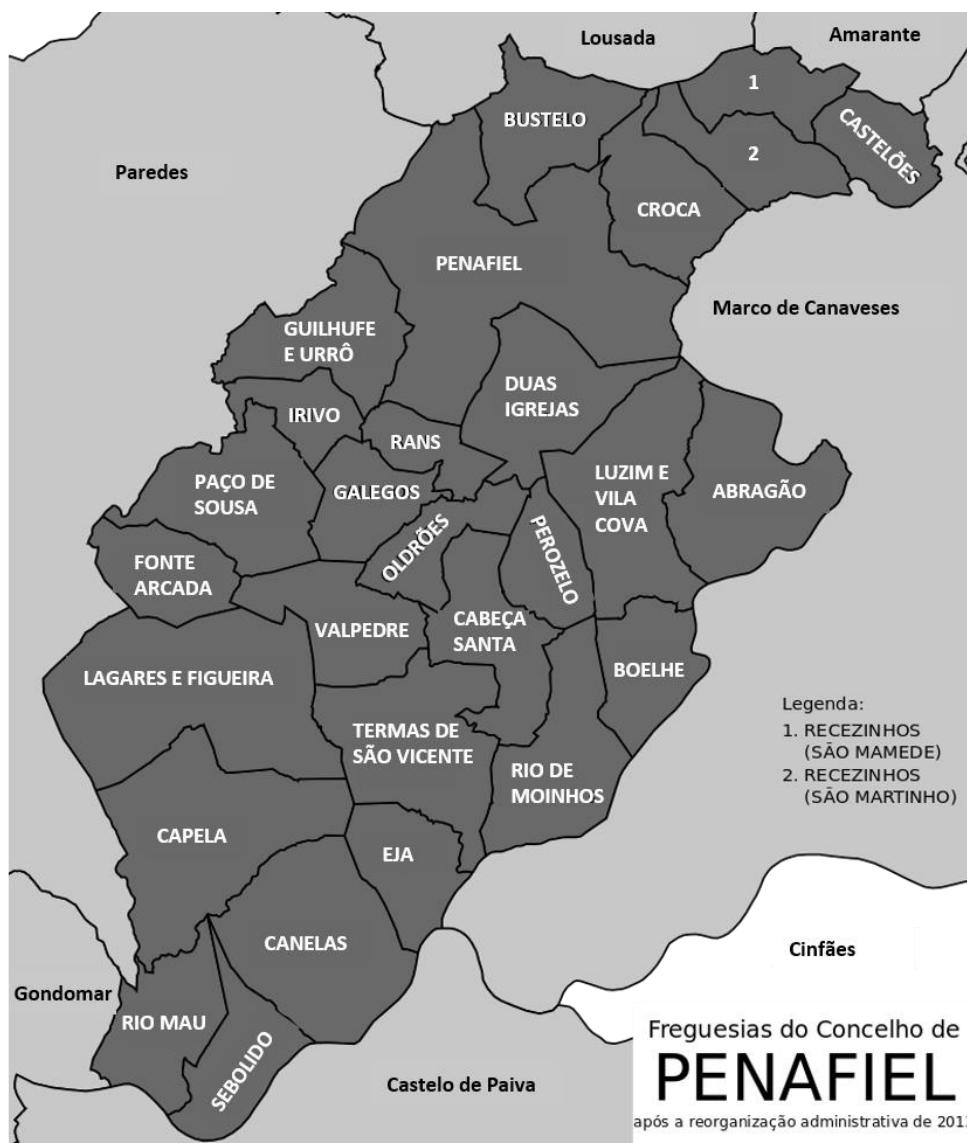 Lousada
Amarante
1
BUSTELO
CASTELÕES
2
Paredes
CROCA
PENAFIEL
Marco de Canaveses
GUILHUFE
E URRÔ
DUAS
IGREJAS
IRIVO
RANS
LUZIM E
VILA
COVA
PAÇO DE
SOUSA
GALEGOS
ABRAGÃO
OLDRÕES
PEROZELO
FONTE
ARCADA
CABEÇA
SANTA
VALPEDRE
LAGARES E FIGUEIRA
BOELHE
Legenda:
1. RECEZINHOS
(SÃO MAMEDE)
2. RECEZINHOS
(SÃO MARTINHO)
TERMAS DE
SÃO VICENTE
RIO DE
MOINHOS
CAPELA
EJA
CANELAS
Cinfães
Gondomar
RIO MAU
SEBOLIDO
Castelo de Paiva
Freguesias do Concelho de
PENAFIEL
após a reorganização administrativa de